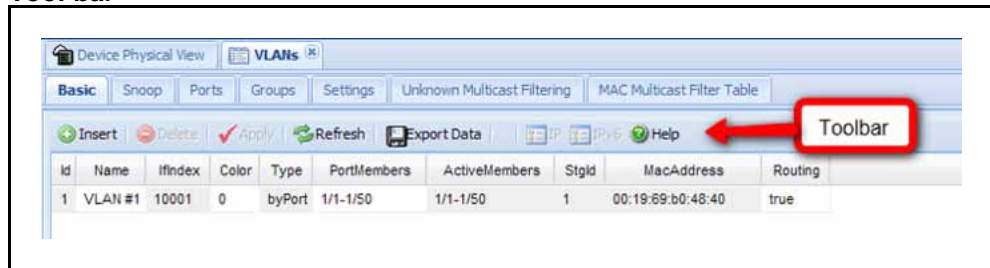 Tool bar
Device Physical View VLANs
Basic Snoop Ports Groups Settings Unknown Multicast Filtering MAC Multicast Filter Table
Insert Delete Apply Refresh Export Data IP IPv6 Help
Toolbar
Id Name IfIndex Color Type PortMembers ActiveMembers StgId MacAddress Routing
1 VLAN #1 10001 0 byPort 1/1-1/50 1/1-1/50 1 00:19:69:b0:48:40 true